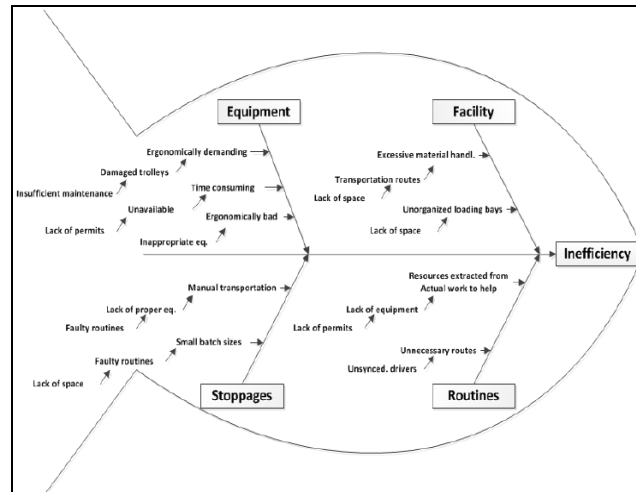 Equipment
Facility
Ergonomically demanding
Damaged trolleys
Insufficient maintenance
Time consuming
Unavailable
Lack of permits
Ergonomically bad
Inappropriate eq.
Excessive material handl.
Transportation routes
Lack of space
Unorganized loading bays
Lack of space
Inefficiency
Manual transportation
Lack of proper eq.
Faulty routines
Small batch sizes
Faulty routines
Lack of space
Resources extracted from
Actual work to help
Lack of equipment
Lack of permits
Unnecessary routes
Unsynced. drivers
Stoppages
Routines